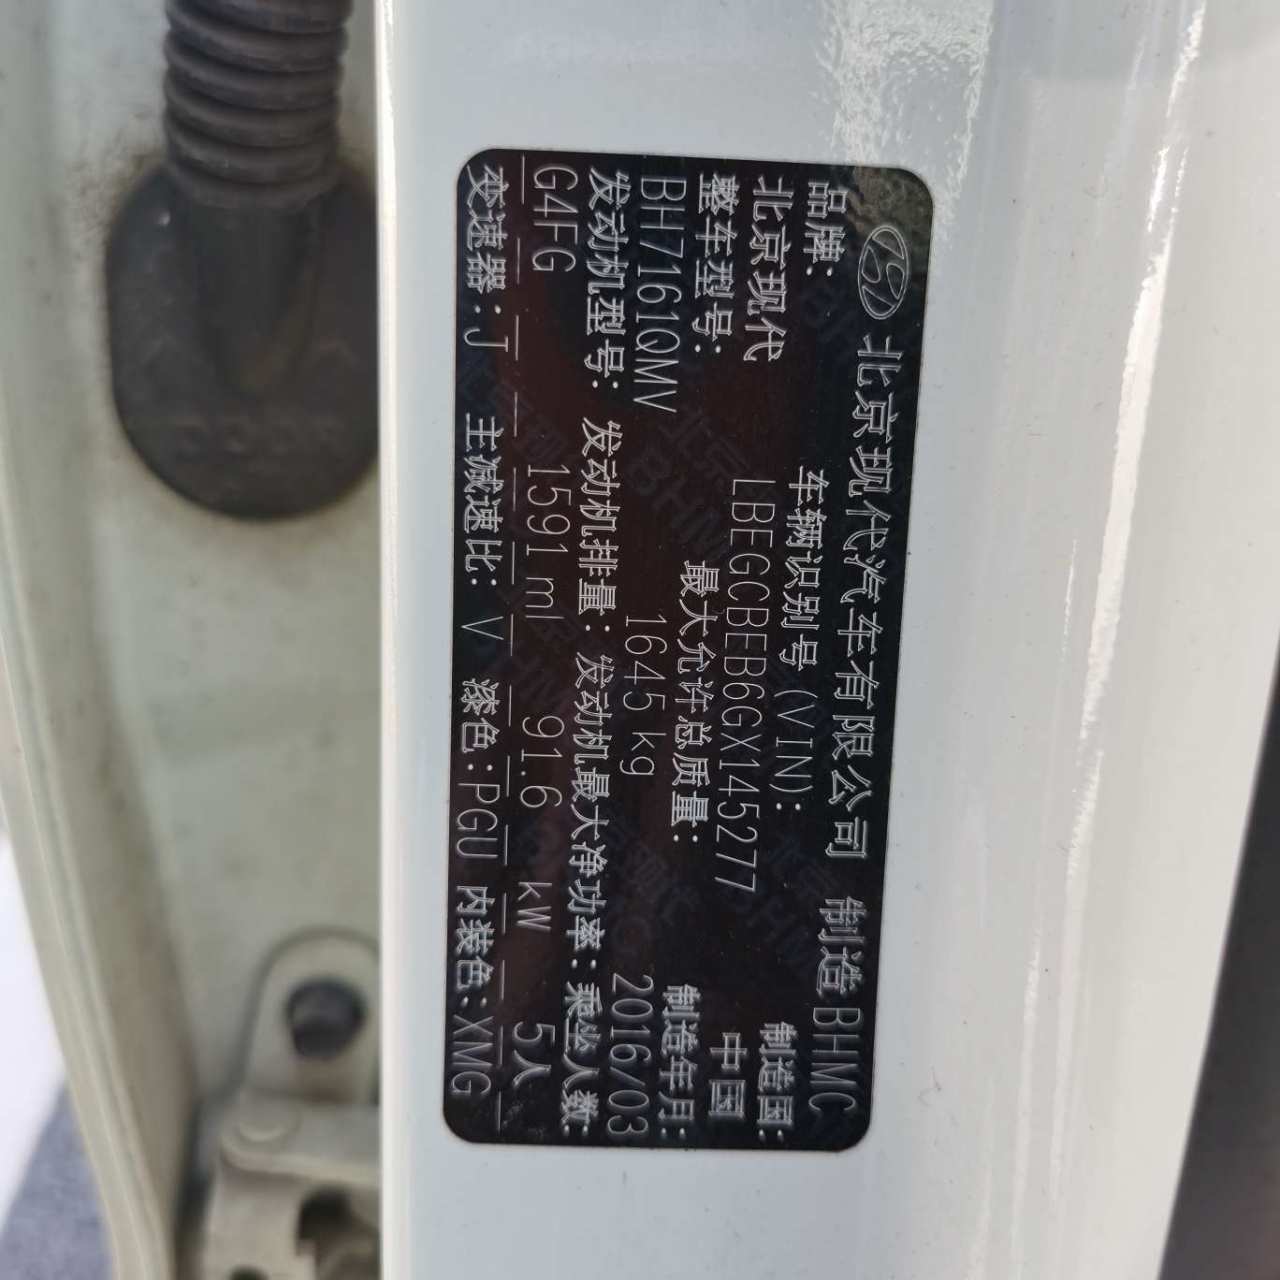 北京现代汽车有限公司 制造 BHMC
品牌: 车辆识别号(VIN): 制造国:
北京现代 LBEGCBEB6GX145277 中国
整车型号: 最大允许总质量: 制造年月:
BH7161QMV 1645 kg 2016/03
发动机型号: 发动机排量: 发动机最大净功率: 乘坐人数:
G4FG 1591 ml 91.6 kW 5人
变速器: J 主减速比: V 漆色: PGU 内装色: XMG